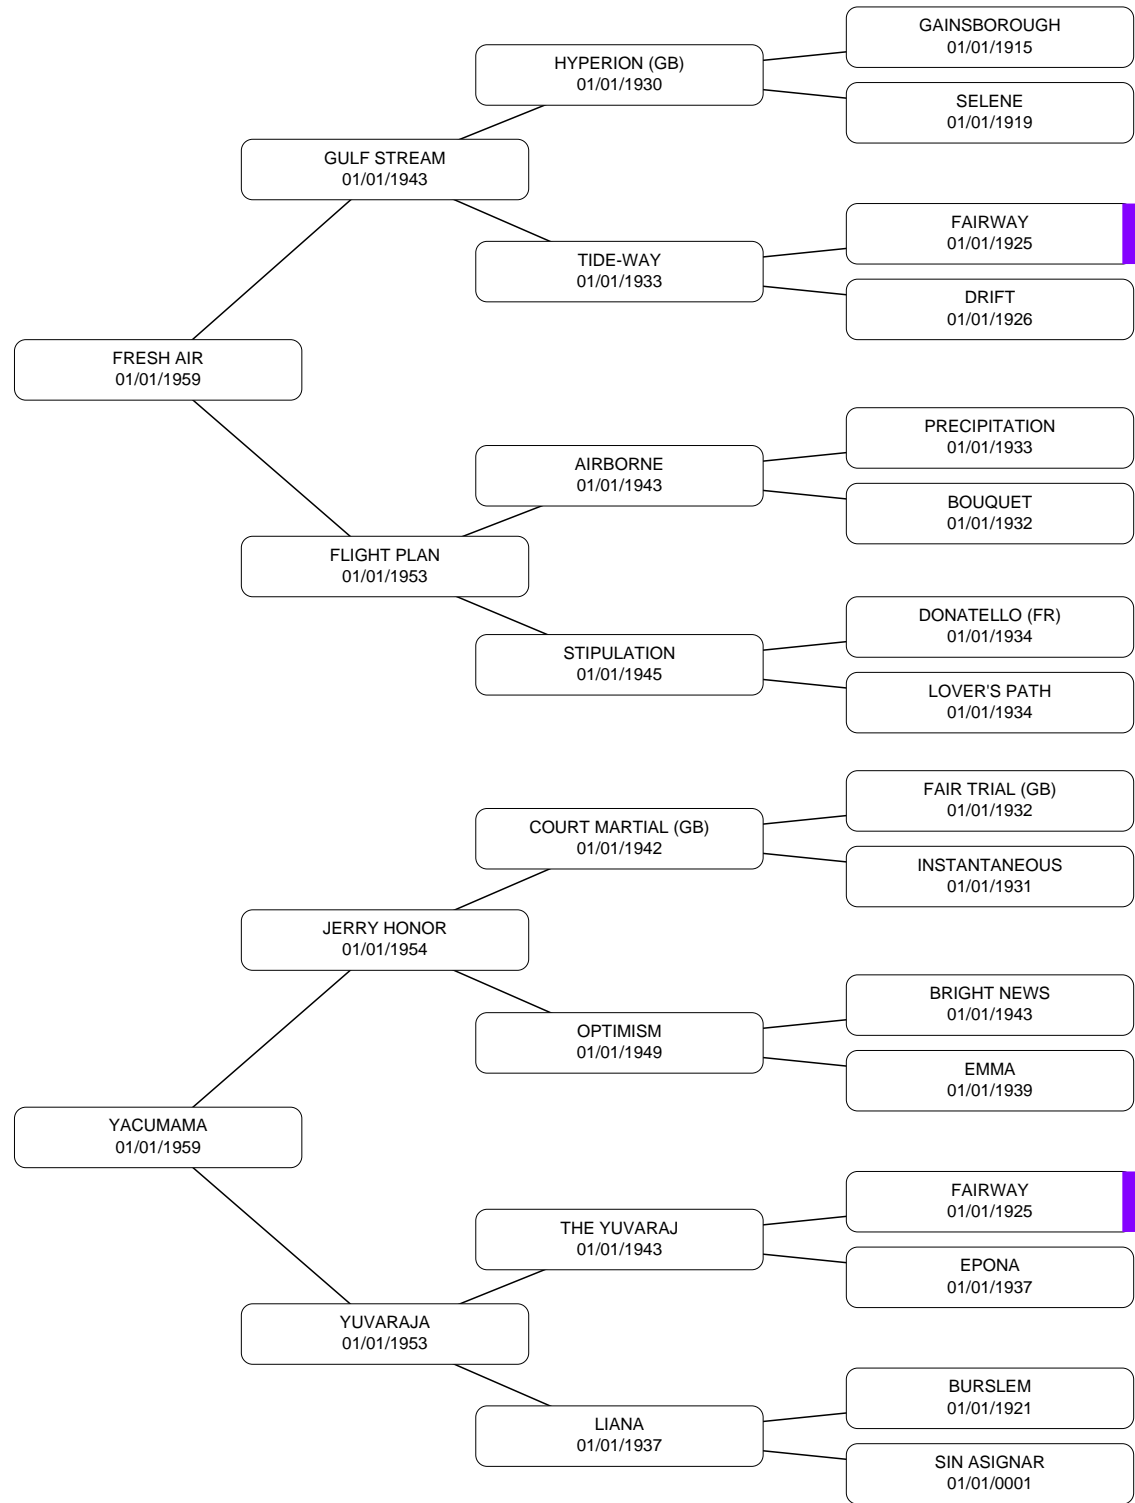 GAINSBOROUGH
01/01/1915
HYPERION (GB)
01/01/1930
SELENE
01/01/1919
GULF STREAM
01/01/1943
FAIRWAY
01/01/1925
TIDE-WAY
01/01/1933
DRIFT
01/01/1926
FRESH AIR
01/01/1959
PRECIPITATION
01/01/1933
AIRBORNE
01/01/1943
BOUQUET
01/01/1932
FLIGHT PLAN
01/01/1953
DONATELLO (FR)
01/01/1934
STIPULATION
01/01/1945
LOVER'S PATH
01/01/1934
FAIR TRIAL (GB)
01/01/1932
COURT MARTIAL (GB)
01/01/1942
INSTANTANEOUS
01/01/1931
JERRY HONOR
01/01/1954
BRIGHT NEWS
01/01/1943
OPTIMISM
01/01/1949
EMMA
01/01/1939
YACUMAMA
01/01/1959
FAIRWAY
01/01/1925
THE YUVARAJ
01/01/1943
EPONA
01/01/1937
YUVARAJA
01/01/1953
BURSLEM
01/01/1921
LIANA
01/01/1937
SIN ASIGNAR
01/01/0001